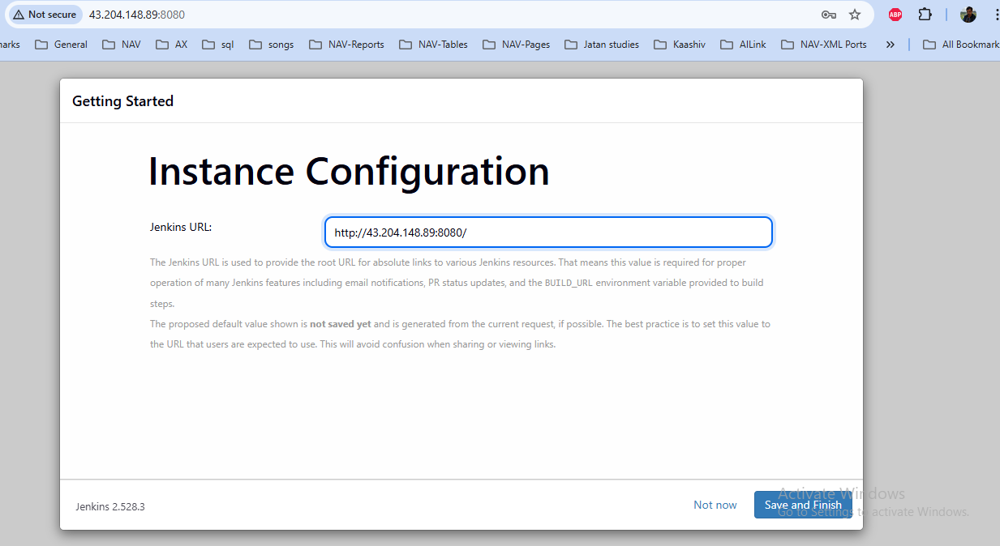 Not secure 43.204.148.89:8080
ABP
arks General NAV AX sql songs NAV-Reports NAV-Tables NAV-Pages Jatan studies Kaashiv AILink NAV-XML Ports » All Bookmark
Getting Started
Instance Configuration
Jenkins URL: http://43.204.148.89:8080/
The Jenkins URL is used to provide the root URL for absolute links to various Jenkins resources. That means this value is required for proper
operation of many Jenkins features including email notifications, PR status updates, and the BUILD_URL environment variable provided to build
steps.
The proposed default value shown is not saved yet and is generated from the current request, if possible. The best practice is to set this value to
the URL that users are expected to use. This will avoid confusion when sharing or viewing links.
Jenkins 2.528.3 Not now Save and Finish
Activate Windows
Go to Settings to activate Windows.